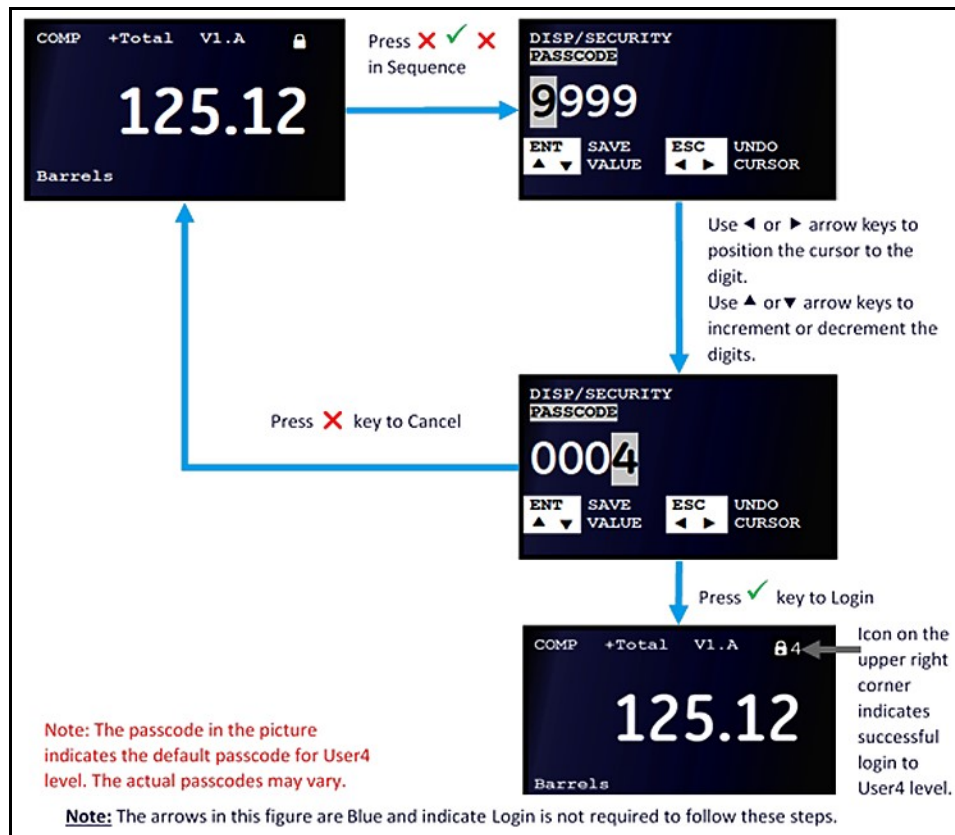 COMP +Total V1.A
125.12
Barrels
Press ✗ ✓ ✗
in Sequence
DISP/SECURITY
PASSCODE
9999
ENT SAVE ESC UNDO
▲ ▼ VALUE ◄ ► CURSOR
Use ◄ or ► arrow keys to
position the cursor to the
digit.
Use ▲ or ▼ arrow keys to
increment or decrement the
digits.
Press ✗ key to Cancel
DISP/SECURITY
PASSCODE
0004
ENT SAVE ESC UNDO
▲ ▼ VALUE ◄ ► CURSOR
Press ✓ key to Login
COMP +Total V1.A 4
125.12
Barrels
Icon on the
upper right
corner
indicates
successful
login to
User4 level.
Note: The passcode in the picture
indicates the default passcode for User4
level. The actual passcodes may vary.
Note: The arrows in this figure are Blue and indicate Login is not required to follow these steps.